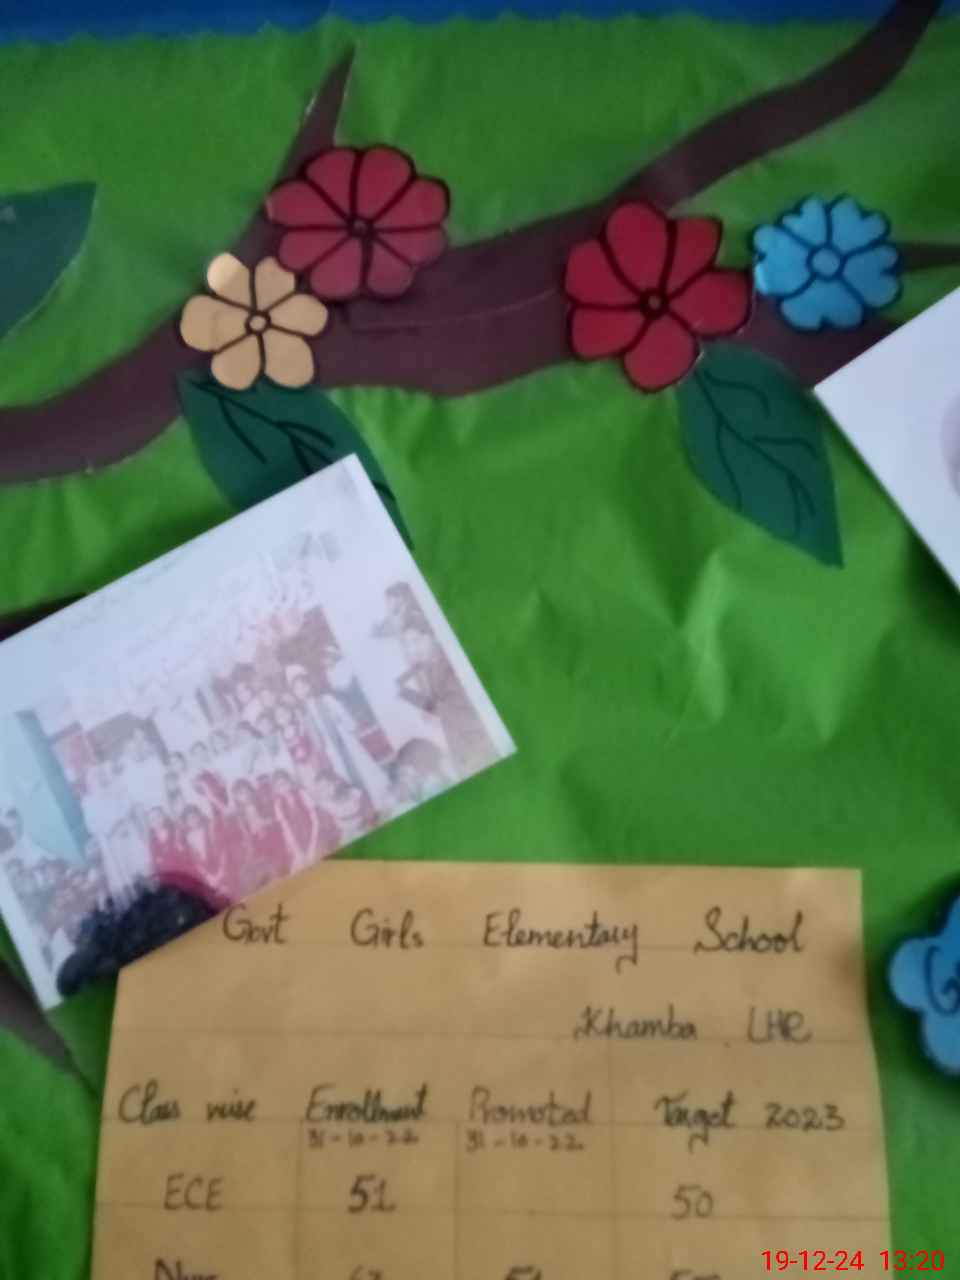 Govt Girls Elementary School
Khamba LHR
Class wise Enrollment Promoted Target 2023
31-10-22 31-10-22
ECE 51 50
51
19-12-24 13:20